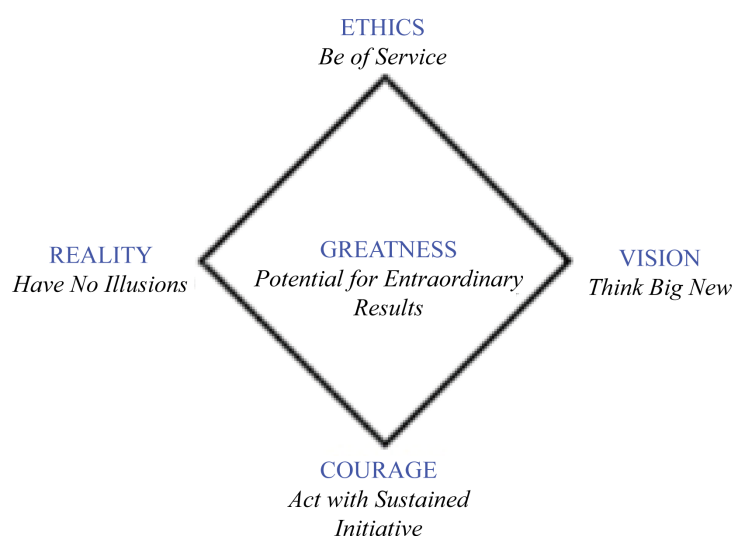 ETHICS
Be of Service
REALITY
Have No Illusions
GREATNESS
Potential for Entraordinary
Results
VISION
Think Big New
COURAGE
Act with Sustained
Initiative